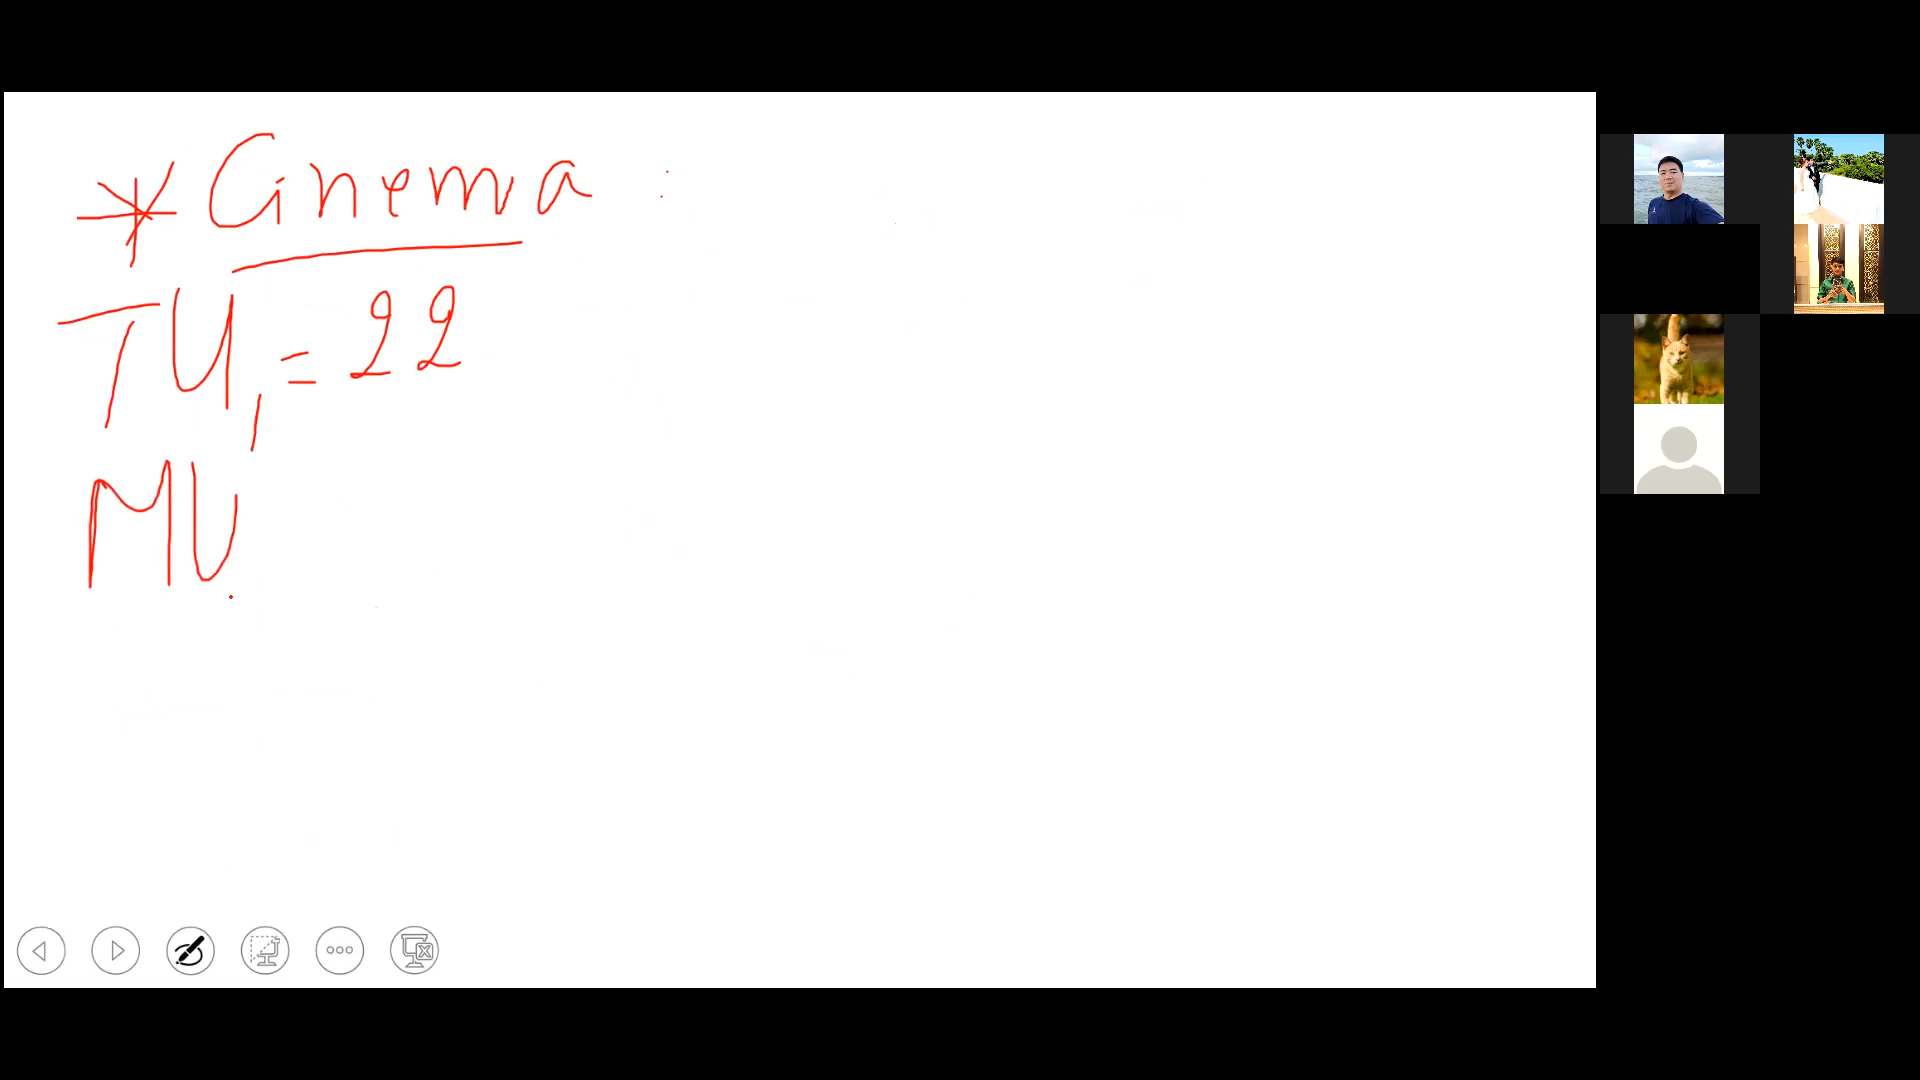 * Cinema :
TU₁ = 22
MU